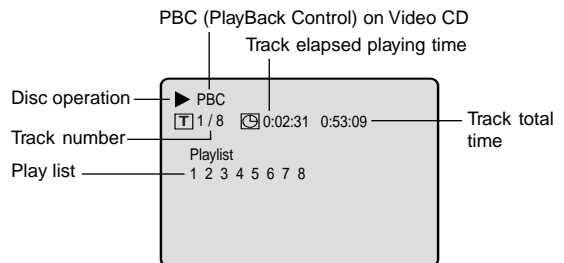 PBC (PlayBack Control) on Video CD
Track elapsed playing time
Disc operation
PBC
T 1 / 8 0:02:31 0:53:09
Track total
time
Track number
Playlist
Play list
1 2 3 4 5 6 7 8